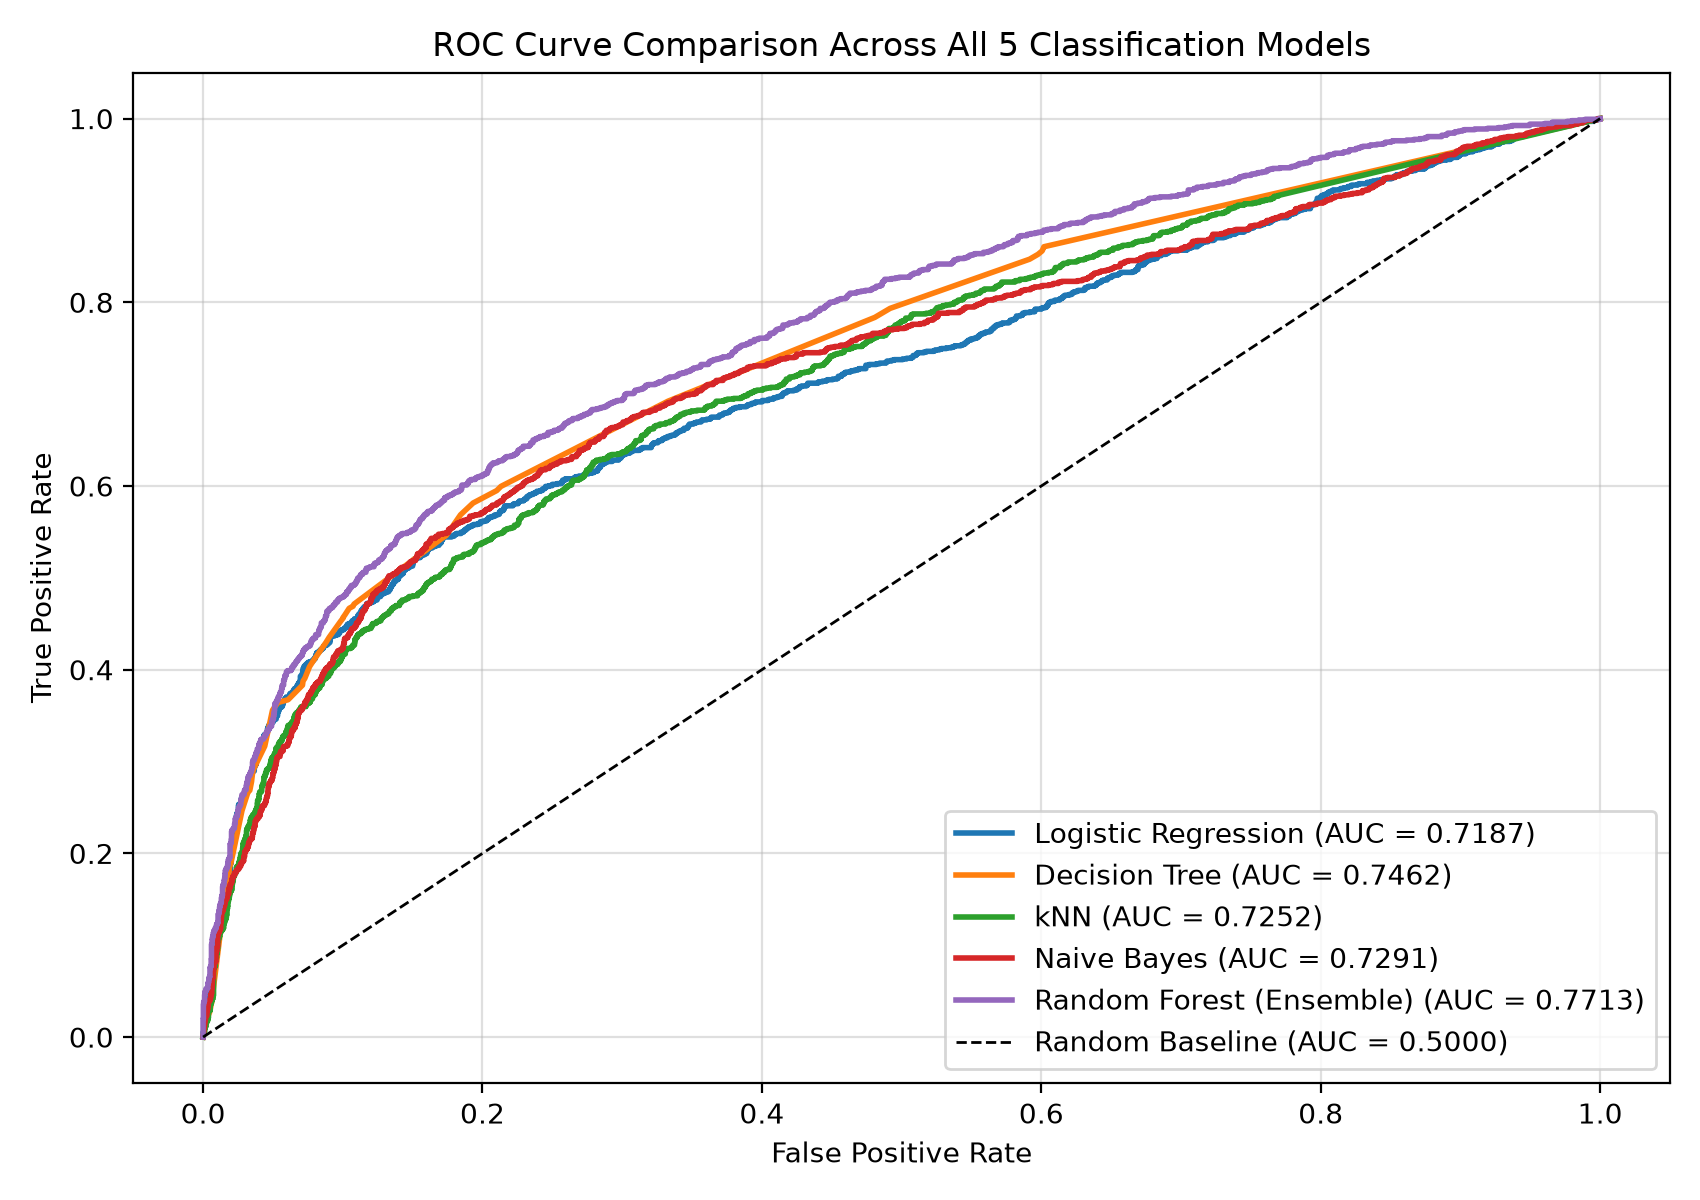 ROC Curve Comparison Across All 5 Classification Models
True Positive Rate
1.0
0.8
0.6
0.4
0.2
0.0
Logistic Regression (AUC = 0.7187)
Decision Tree (AUC = 0.7462)
kNN (AUC = 0.7252)
Naive Bayes (AUC = 0.7291)
Random Forest (Ensemble) (AUC = 0.7713)
Random Baseline (AUC = 0.5000)
0.0 0.2 0.4 0.6 0.8 1.0
False Positive Rate